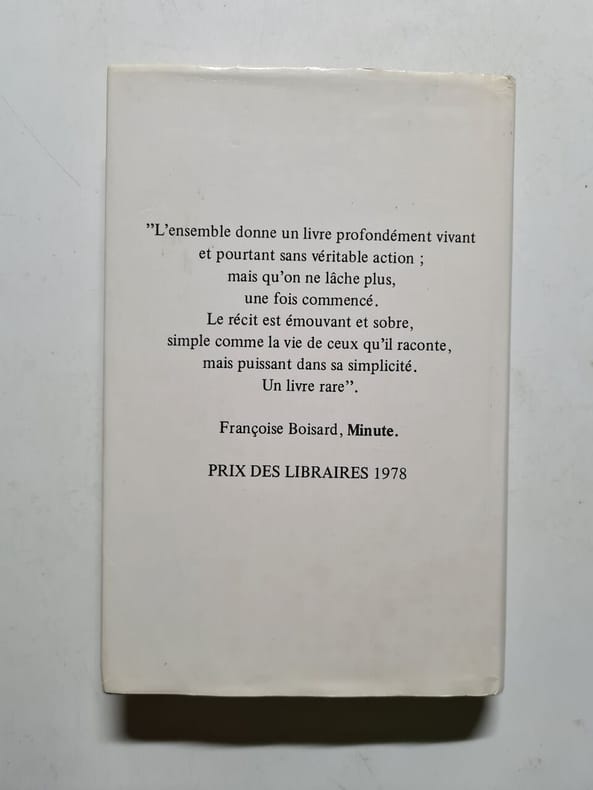 ”L’ensemble donne un livre profondément vivant
et pourtant sans véritable action ;
mais qu’on ne lâche plus,
une fois commencé.
Le récit est émouvant et sobre,
simple comme la vie de ceux qu’il raconte,
mais puissant dans sa simplicité.
Un livre rare”.
Françoise Boisard, Minute.
PRIX DES LIBRAIRES 1978